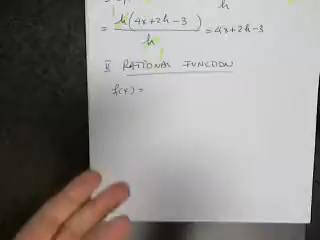 h
= h(4x+2h-3) / h = 4x+2h-3
II RATIONAL FUNCTION
f(x) =